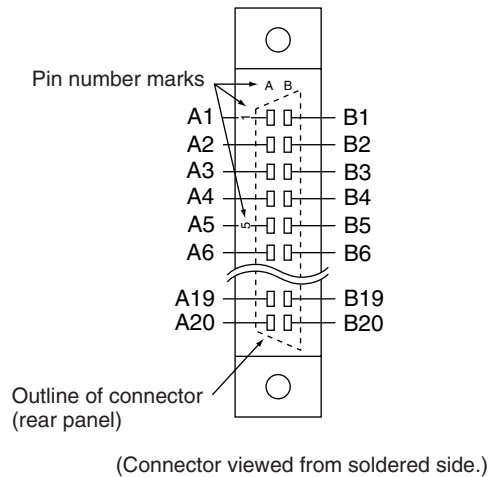 Pin number marks
A B
A1 1 B1
A2 B2
A3 B3
A4 B4
A5 5 B5
A6 B6
A19 B19
A20 B20
Outline of connector
(rear panel)
(Connector viewed from soldered side.)